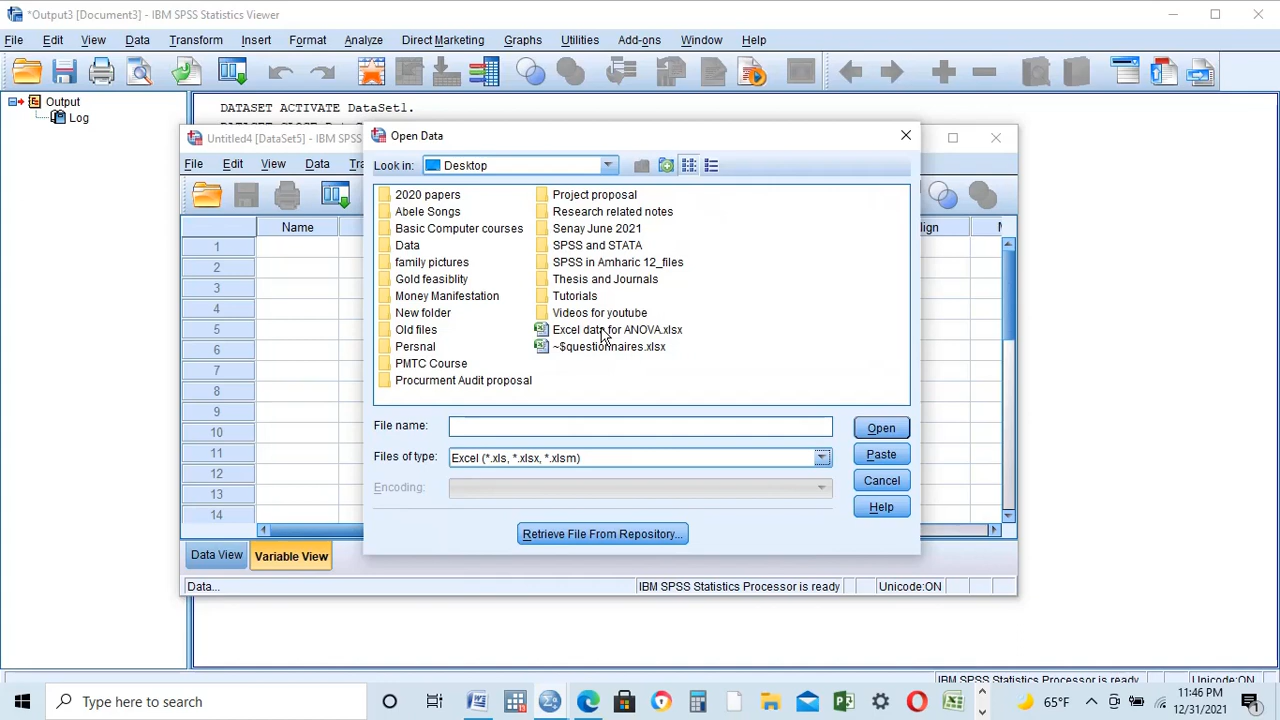 *Output3 [Document3] - IBM SPSS Statistics Viewer
File Edit View Data Transform Insert Format Analyze Direct Marketing Graphs Utilities Add-ons Window Help
Output
Log
DATASET ACTIVATE DataSet1.
Untitled4 [DataSet5] - IBM SPSS
Open Data
File Edit View Data
Look in: Desktop
2020 papers
Abele Songs
Basic Computer courses
Data
family pictures
Gold feasiblity
Money Manifestation
New folder
Old files
Persnal
PMTC Course
Procurment Audit proposal
Project proposal
Research related notes
Senay June 2021
SPSS and STATA
SPSS in Amharic 12_files
Thesis and Journals
Tutorials
Videos for youtube
Excel data for ANOVA.xlsx
~$questionnaires.xlsx
Name
1
2
3
4
5
6
7
8
9
10
11
12
13
14
File name:
Open
Files of type: Excel (*.xls, *.xlsx, *.xlsm)
Paste
Cancel
Encoding:
Help
Retrieve File From Repository...
Data View Variable View
Data... IBM SPSS Statistics Processor is ready Unicode:ON
IBM SPSS Statistics Processor is ready Unicode:ON
Type here to search
65°F
11:46 PM
12/31/2021